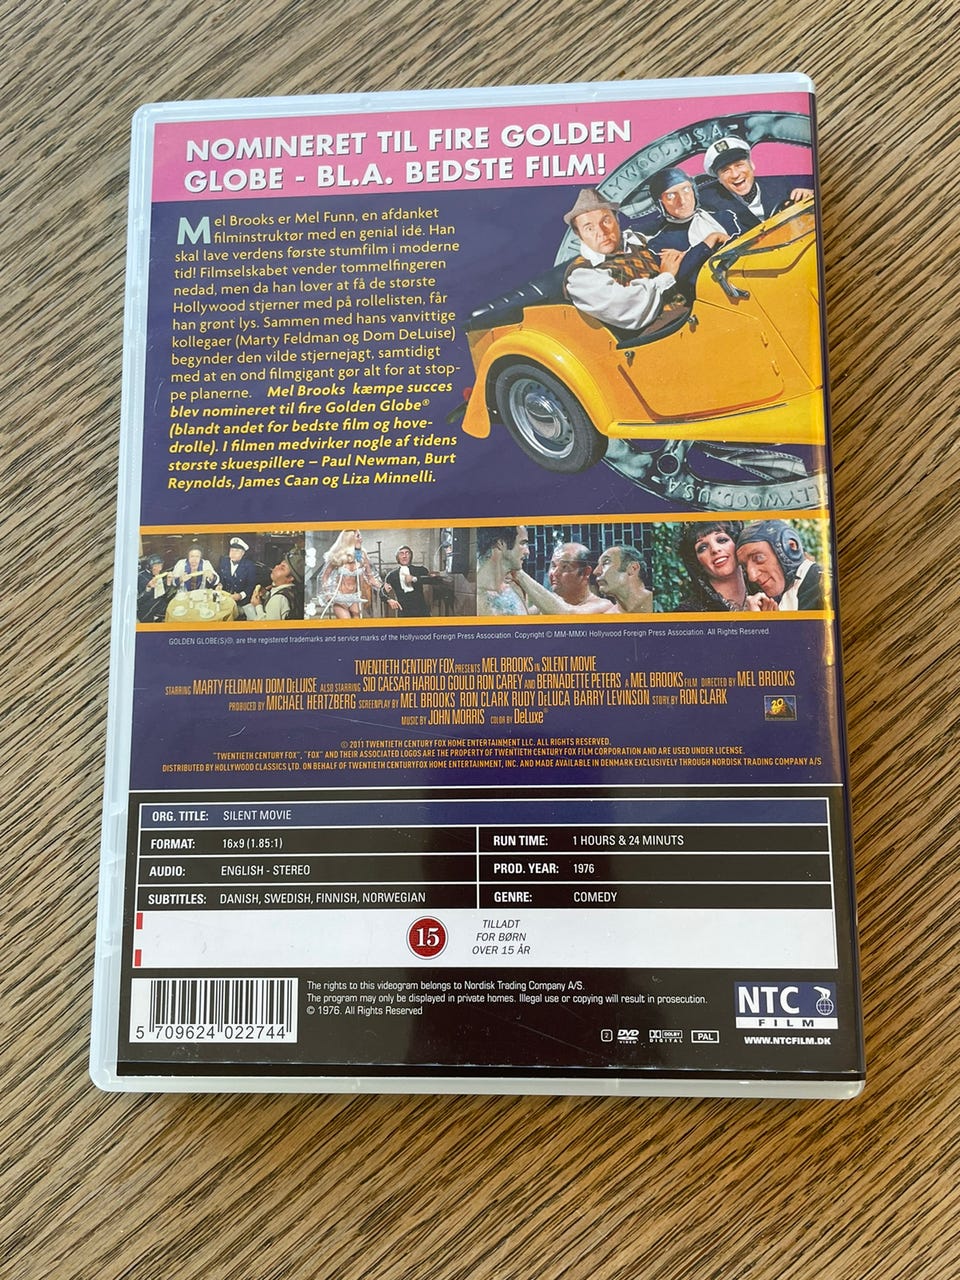 NOMINERET TIL FIRE GOLDEN
GLOBE - BL.A. BEDSTE FILM!
Mel Brooks er Mel Funn, en afdanket
filminstruktør med en genial idé. Han
skal lave verdens første stumfilm i moderne
tid! Filmselskabet vender tommelfingeren
nedad, men da han lover at få de største
Hollywood stjerner med på rollelisten, får
han grønt lys. Sammen med hans vanvittige
kollegaer (Marty Feldman og Dom DeLuise)
begynder den vilde stjernejagt, samtidigt
med at en ond filmgigant gør alt for at stop-
pe planerne. Mel Brooks kæmpe succes
blev nomineret til fire Golden Globe®
(blandt andet for bedste film og hove-
drolle). I filmen medvirker nogle af tidens
største skuespillere – Paul Newman, Burt
Reynolds, James Caan og Liza Minnelli.
LYWOOD, U.S.A.
LYWOOD, USA
GOLDEN GLOBE(S)®, are the registered trademarks and service marks of the Hollywood Foreign Press Association. Copyright © MM-MMXI Hollywood Foreign Press Association. All Rights Reserved.
TWENTIETH CENTURY FOX PRESENTS MEL BROOKS IN SILENT MOVIE
STARRING MARTY FELDMAN DOM DeLUISE ALSO STARRING SID CAESAR HAROLD GOULD RON CAREY AND BERNADETTE PETERS A MEL BROOKS FILM DIRECTED BY MEL BROOKS
PRODUCED BY MICHAEL HERTZBERG SCREENPLAY BY MEL BROOKS RON CLARK RUDY DeLUCA BARRY LEVINSON STORY BY RON CLARK
MUSIC BY JOHN MORRIS COLOR BY DeLuxe®
20
© 2011 TWENTIETH CENTURY FOX HOME ENTERTAINMENT LLC. ALL RIGHTS RESERVED.
"TWENTIETH CENTURY FOX", "FOX" AND THEIR ASSOCIATED LOGOS ARE THE PROPERTY OF TWENTIETH CENTURY FOX FILM CORPORATION AND ARE USED UNDER LICENSE.
DISTRIBUTED BY HOLLYWOOD CLASSICS LTD. ON BEHALF OF TWENTIETH CENTURYFOX HOME ENTERTAINMENT, INC. AND MADE AVAILABLE IN DENMARK EXCLUSIVELY THROUGH NORDISK TRADING COMPANY A/S
ORG. TITLE: SILENT MOVIE
FORMAT: 16x9 (1.85:1) RUN TIME: 1 HOURS & 24 MINUTS
AUDIO: ENGLISH - STEREO PROD. YEAR: 1976
SUBTITLES: DANISH, SWEDISH, FINNISH, NORWEGIAN GENRE: COMEDY
15
TILLADT
FOR BØRN
OVER 15 ÅR
The rights to this videogram belongs to Nordisk Trading Company A/S.
The program may only be displayed in private homes. Illegal use or copying will result in prosecution.
© 1976. All Rights Reserved
5 709624 022744
2 DVD VIDEO DOLBY DIGITAL PAL
NTC
FILM
WWW.NTCFILM.DK